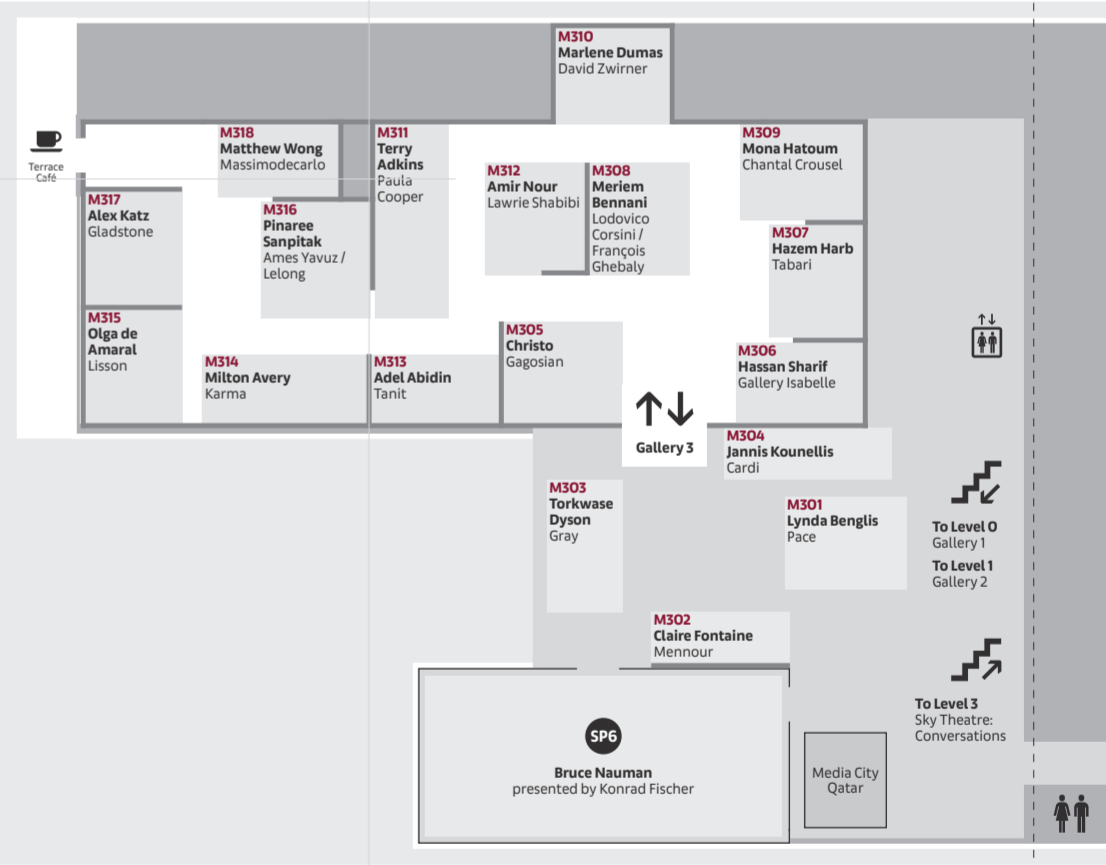 M310
Marlene Dumas
David Zwirner
M318
Matthew Wong
Massimodecarlo
M311
Terry
Adkins
Paula
Cooper
M309
Mona Hatoum
Chantal Crousel
Terrace
Café
M312
Amir Nour
Lawrie Shabibi
M308
Meriem
Bennani
Lodovico
Corsini /
François
Ghebaly
M317
Alex Katz
Gladstone
M316
Pinaree
Sanpitak
Ames Yavuz /
Lelong
M307
Hazem Harb
Tabari
M315
Olga de
Amaral
Lisson
M305
Christo
Gagosian
M306
Hassan Sharif
Gallery Isabelle
M314
Milton Avery
Karma
M313
Adel Abidin
Tanit
Gallery 3
M304
Jannis Kounellis
Cardi
M303
Torkwase
Dyson
Gray
M301
Lynda Benglis
Pace
To Level 0
Gallery 1
To Level 1
Gallery 2
M302
Claire Fontaine
Mennour
To Level 3
Sky Theatre:
Conversations
SP6
Bruce Nauman
presented by Konrad Fischer
Media City
Qatar